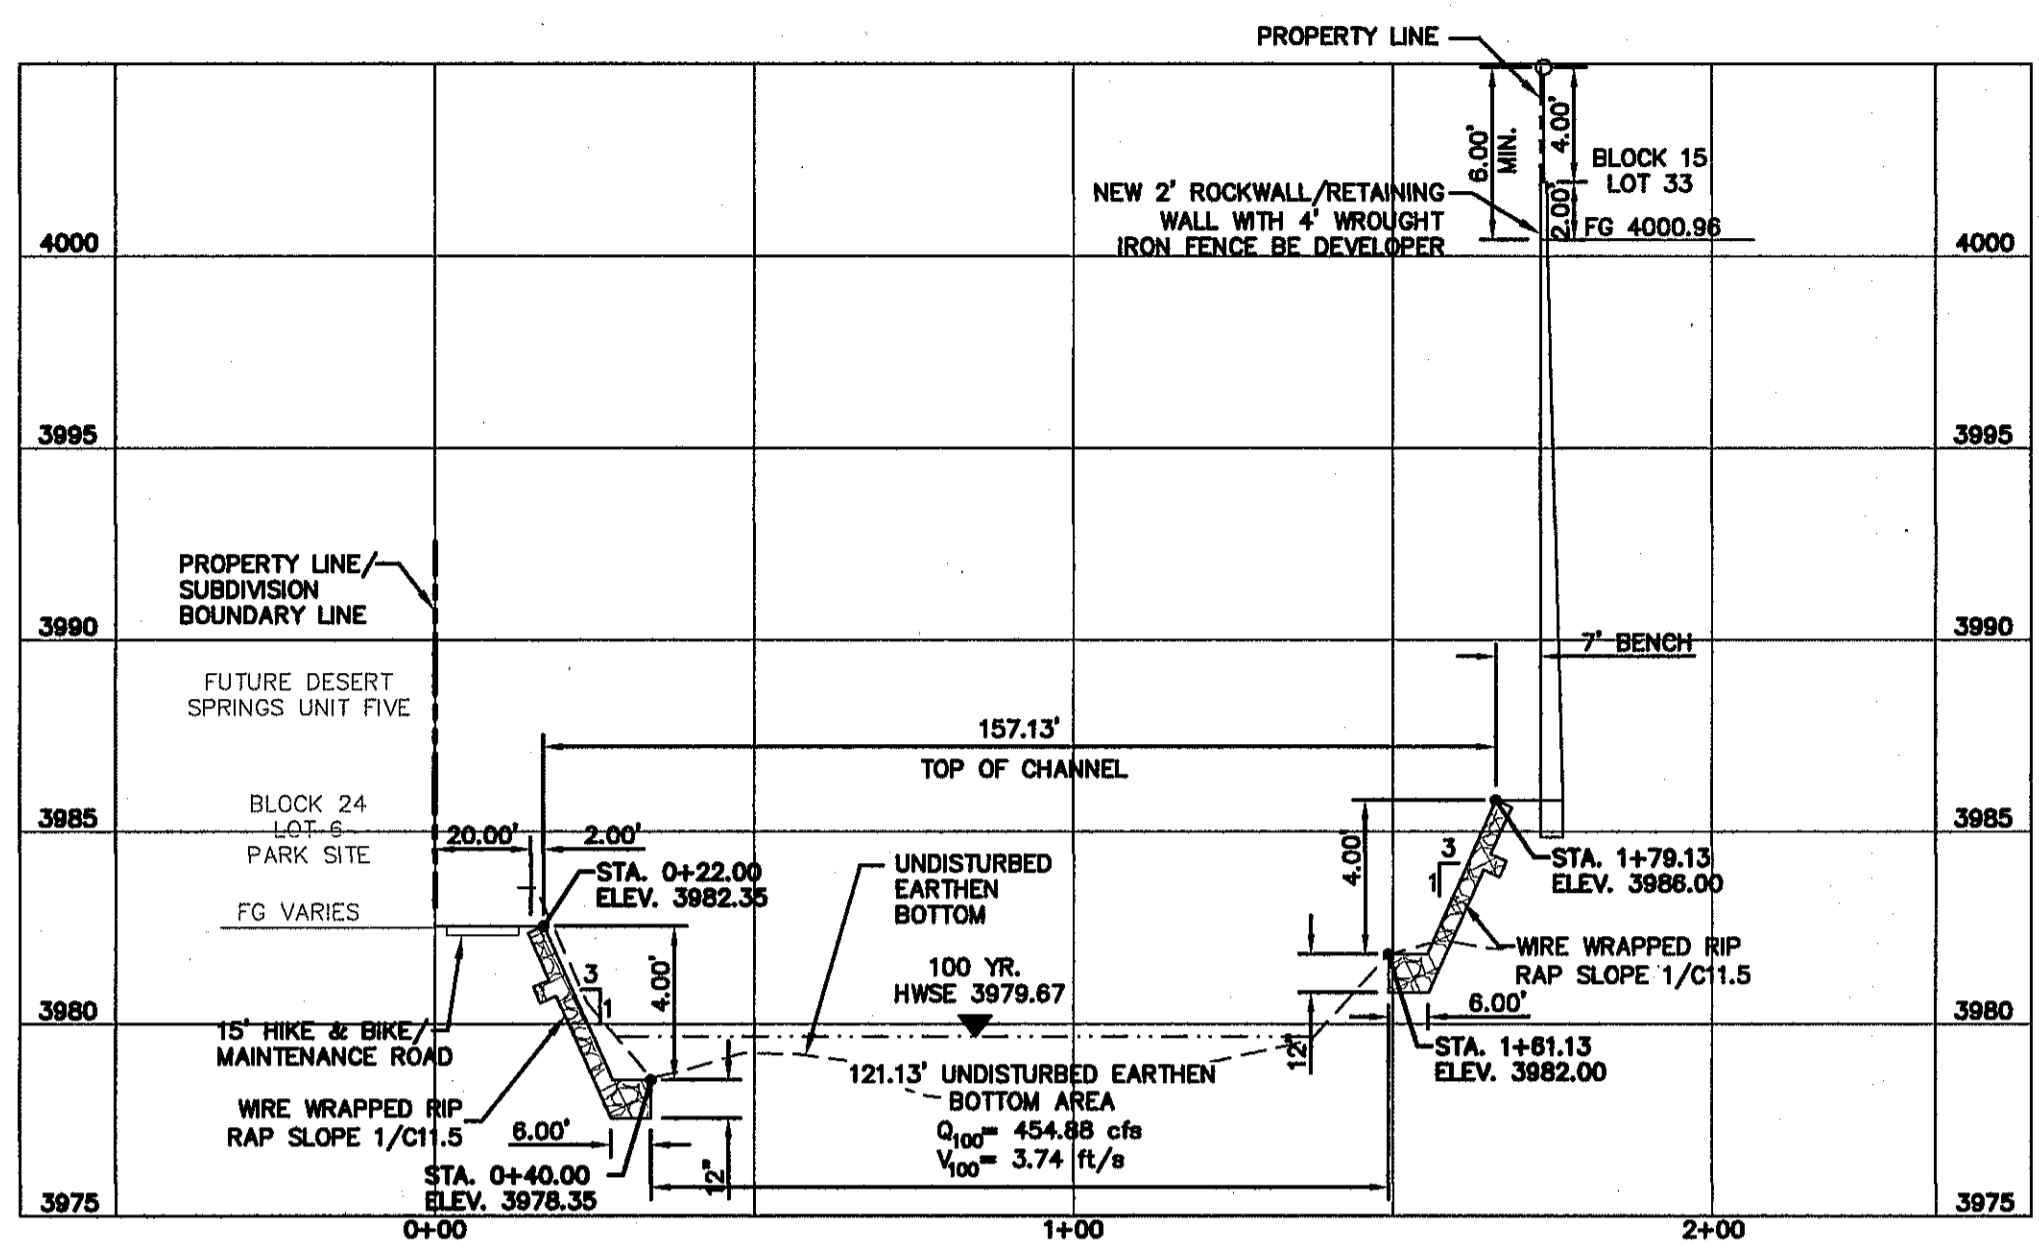 PROPERTY LINE
6.00'
MIN.
4.00'
2.00'
BLOCK 15
LOT 33
FG 4000.96
NEW 2' ROCKWALL/RETAINING
WALL WITH 4' WROUGHT
IRON FENCE BE DEVELOPER
4000
4000
3995
3995
PROPERTY LINE/
SUBDIVISION
BOUNDARY LINE
3990
3990
7' BENCH
FUTURE DESERT
SPRINGS UNIT FIVE
157.13'
TOP OF CHANNEL
BLOCK 24
LOT 6
PARK SITE
3985
3985
20.00'
2.00'
STA. 0+22.00
ELEV. 3982.35
UNDISTURBED
EARTHEN
BOTTOM
4.00'
3
1
STA. 1+79.13
ELEV. 3986.00
FG VARIES
100 YR.
HWSE 3979.67
WIRE WRAPPED RIP
RAP SLOPE 1/C11.5
3
1
4.00'
6.00'
3980
3980
15' HIKE & BIKE/
MAINTENANCE ROAD
12"
STA. 1+61.13
ELEV. 3982.00
121.13' UNDISTURBED EARTHEN
BOTTOM AREA
Q100= 454.88 cfs
V100= 3.74 ft/s
WIRE WRAPPED RIP
RAP SLOPE 1/C11.5
6.00'
12"
STA. 0+40.00
ELEV. 3978.35
3975
3975
0+00
1+00
2+00